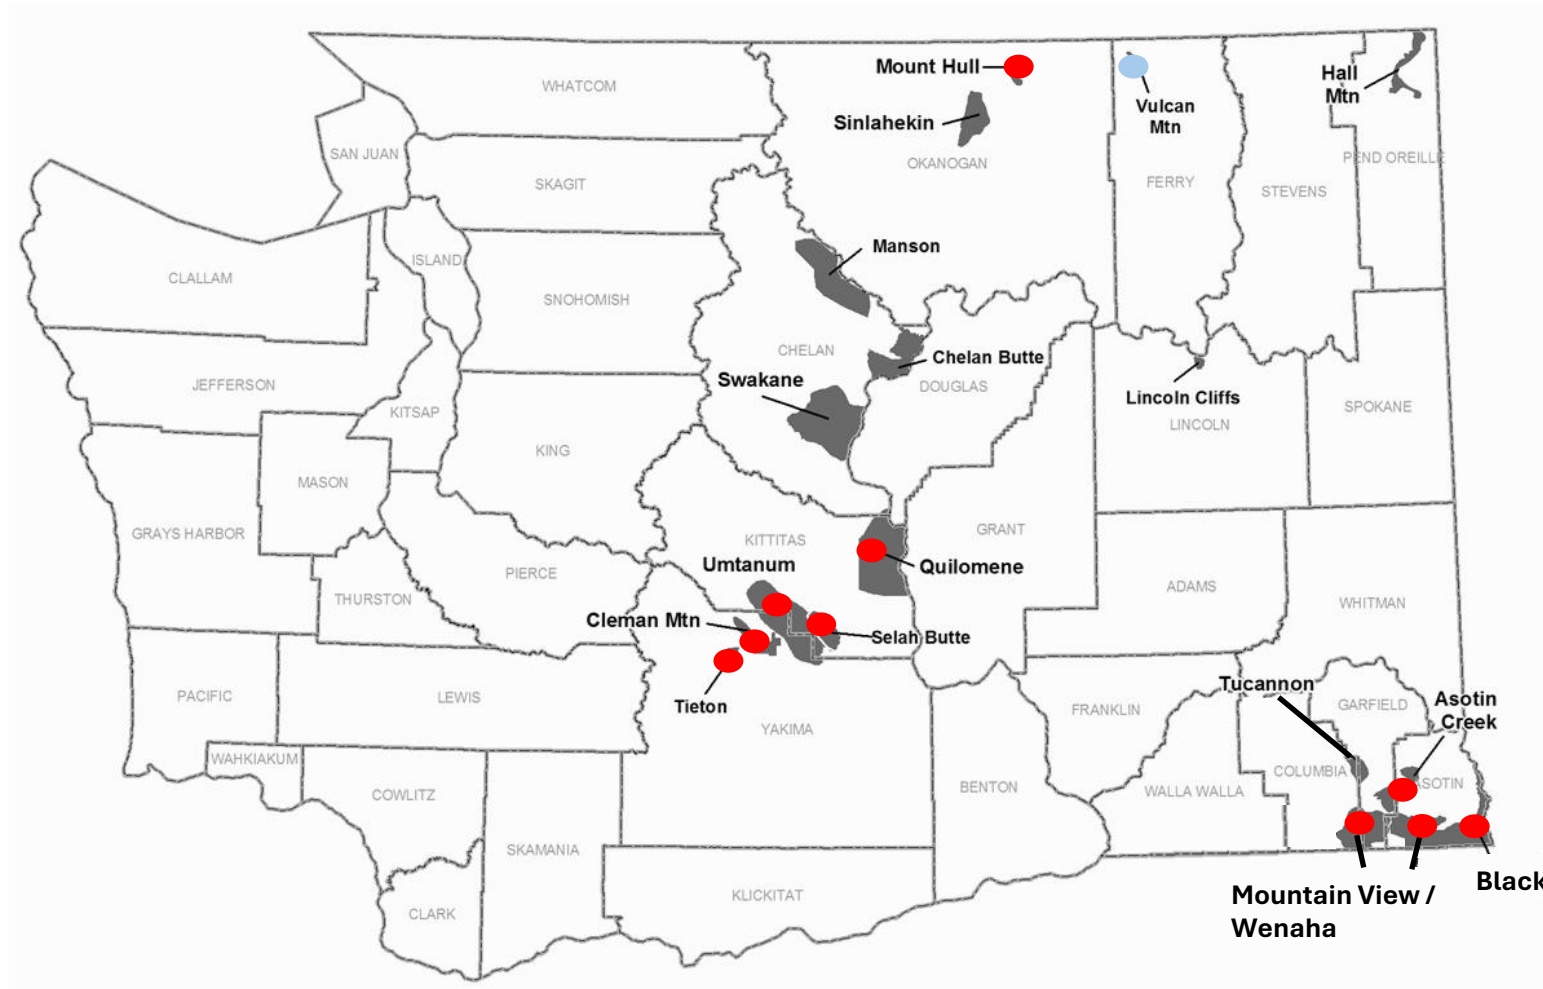 Mount Hull
Hall
Mtn
WHATCOM
Vulcan
Mtn
Sinlahekin
SAN JUAN
OKANOGAN
PEND OREILLE
SKAGIT
FERRY
STEVENS
Manson
ISLAND
CLALLAM
SNOHOMISH
CHELAN
Chelan Butte
Swakane
DOUGLAS
JEFFERSON
Lincoln Cliffs
SPOKANE
KITSAP
LINCOLN
KING
MASON
GRAYS HARBOR
GRANT
KITTITAS
Umtanum
Quilomene
PIERCE
ADAMS
THURSTON
WHITMAN
Cleman Mtn
Selah Butte
Tucannon
PACIFIC
LEWIS
Asotin
Creek
Tieton
FRANKLIN
GARFIELD
YAKIMA
WAHKIAKUM
COLUMBIA
ASOTIN
COWLITZ
BENTON
WALLA WALLA
SKAMANIA
Black
Mountain View /
Wenaha
KLICKITAT
CLARK